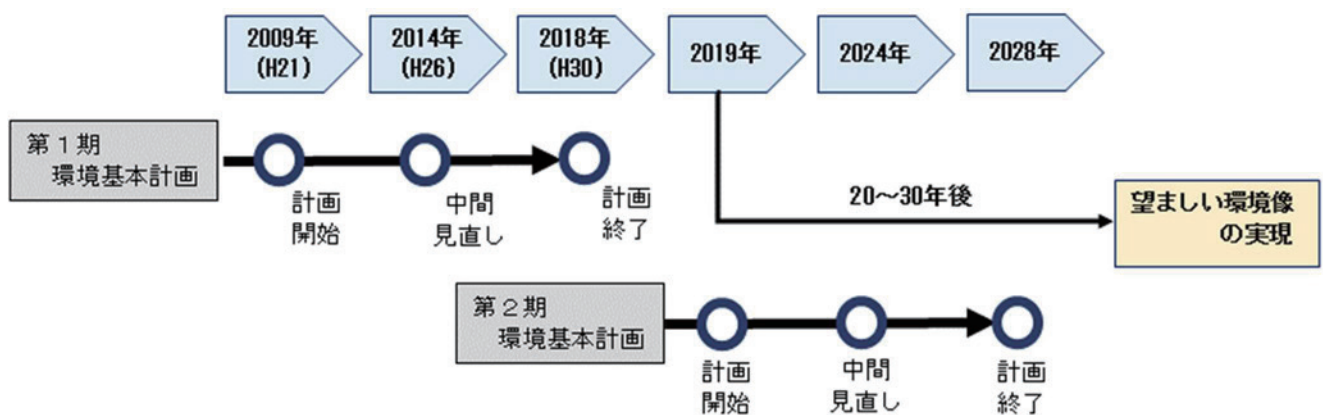 2009年
(H21)
2014年
(H26)
2018年
(H30)
2019年
2024年
2028年
第１期
環境基本計画
計画
開始
中間
見直し
計画
終了
20～30年後
望ましい環境像
の実現
第２期
環境基本計画
計画
開始
中間
見直し
計画
終了